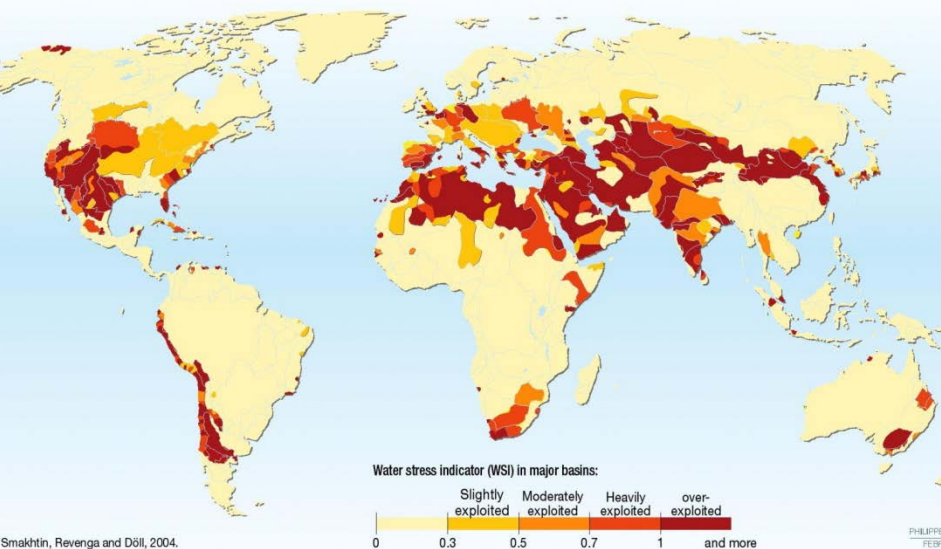 Water stress indicator (WSI) in major basins:
Slightly exploited
Moderately exploited
Heavily exploited
over-exploited
0 0.3 0.5 0.7 1 and more
Smakhtin, Revenga and Döll, 2004.